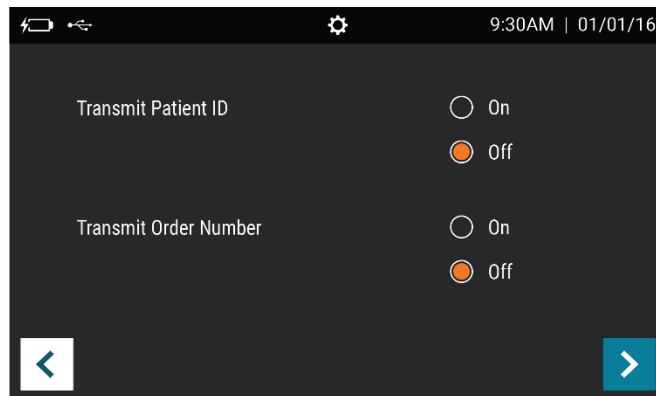 9:30AM | 01/01/16
Transmit Patient ID
On
Off
Transmit Order Number
On
Off